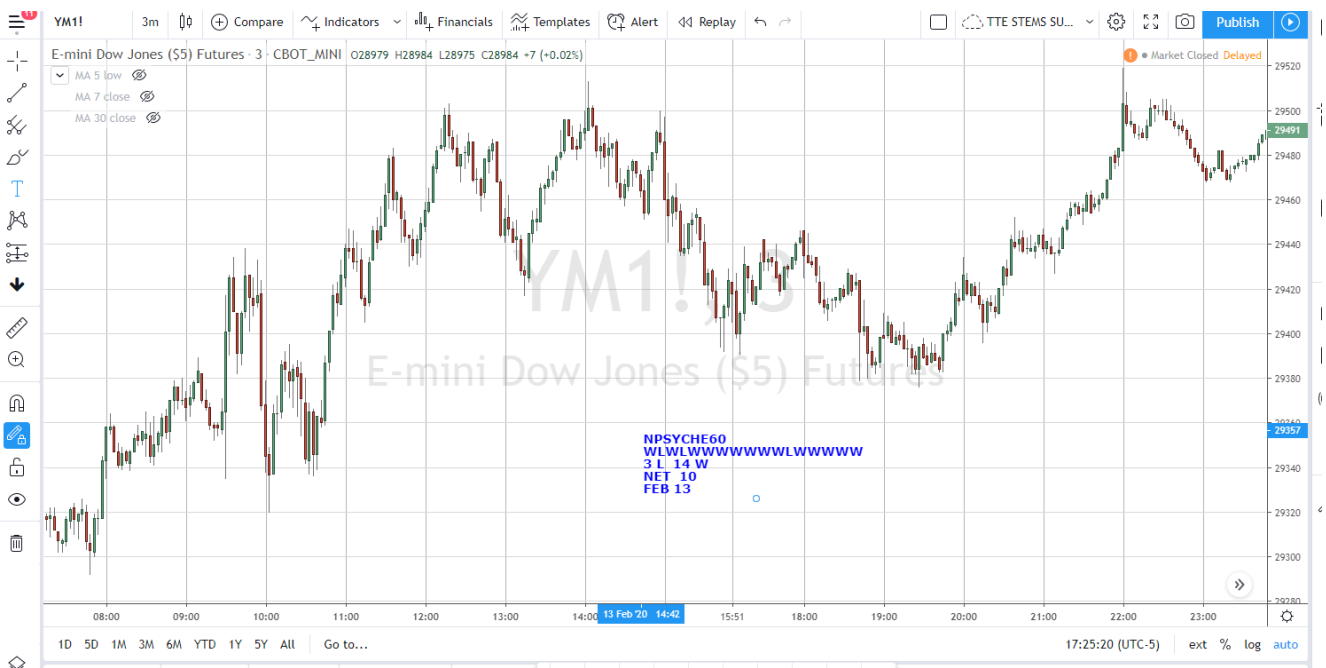 11
YM1!
3m
Compare
Indicators
Financials
Templates
Alert
Replay
TTE STEMS SU...
Publish
E-mini Dow Jones ($5) Futures · 3 · CBOT_MINI O28979 H28984 L28975 C28984 +7 (+0.02%)
! Market Closed Delayed
MA 5 low
MA 7 close
MA 30 close
YM1!, 3
E-mini Dow Jones ($5) Futures
NPSYCHE60
WLWLWWWWWWWLWWWWW
3 L 14 W
NET 10
FEB 13
29520
29500
29491
29480
29460
29440
29420
29400
29380
29357
29340
29320
29300
29280
08:00 09:00 10:00 11:00 12:00 13:00 14:00 13 Feb '20 14:42 15:51 18:00 19:00 20:00 21:00 22:00 23:00
1D 5D 1M 3M 6M YTD 1Y 5Y All Go to... 17:25:20 (UTC-5) ext % log auto